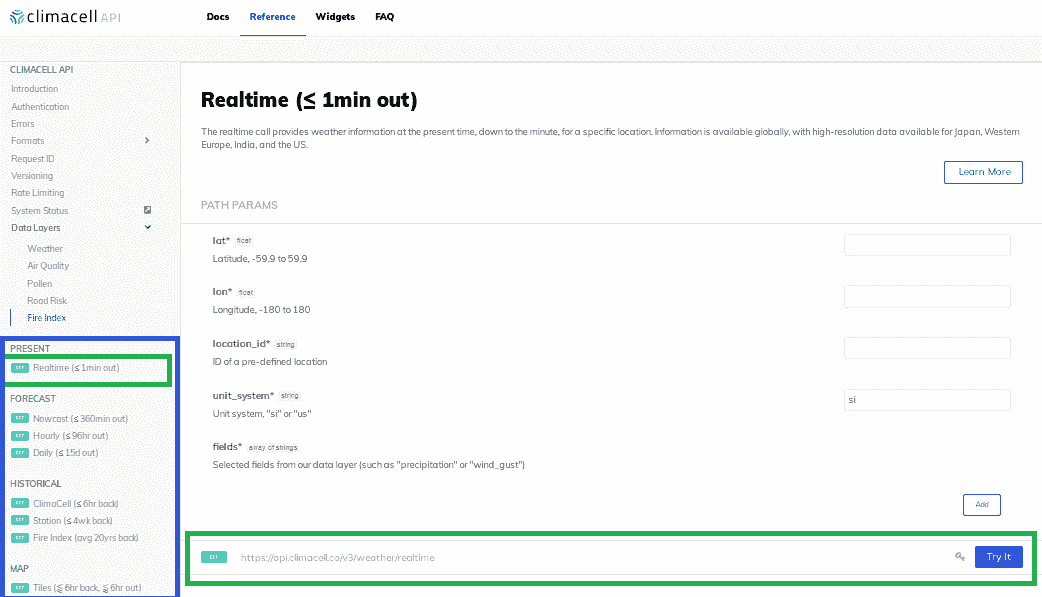 climacell API
Docs Reference Widgets FAQ
CLIMACELL API
Introduction
Authentication
Errors
Formats
Request ID
Versioning
Rate Limiting
System Status
Data Layers
Weather
Air Quality
Pollen
Road Risk
Fire Index
PRESENT
GET Realtime (≤ 1min out)
FORECAST
GET Nowcast (≤ 360min out)
GET Hourly (≤ 96hr out)
GET Daily (≤ 15d out)
HISTORICAL
GET ClimaCell (≤ 6hr back)
GET Station (≤ 4wk back)
GET Fire Index (avg 20yrs back)
MAP
GET Tiles (≦ 6hr back, ≦ 6hr out)
Realtime (≤ 1min out)
The realtime call provides weather information at the present time, down to the minute, for a specific location. Information is available globally, with high-resolution data available for Japan, Western
Europe, India, and the US.
Learn More
PATH PARAMS
lat* float
Latitude, -59.9 to 59.9
lon* float
Longitude, -180 to 180
location_id* string
ID of a pre-defined location
unit_system* string
Unit system, "si" or "us"
si
fields* array of strings
Selected fields from our data layer (such as "precipitation" or "wind_gust")
Add
GET https://api.climacell.co/v3/weather/realtime Try It